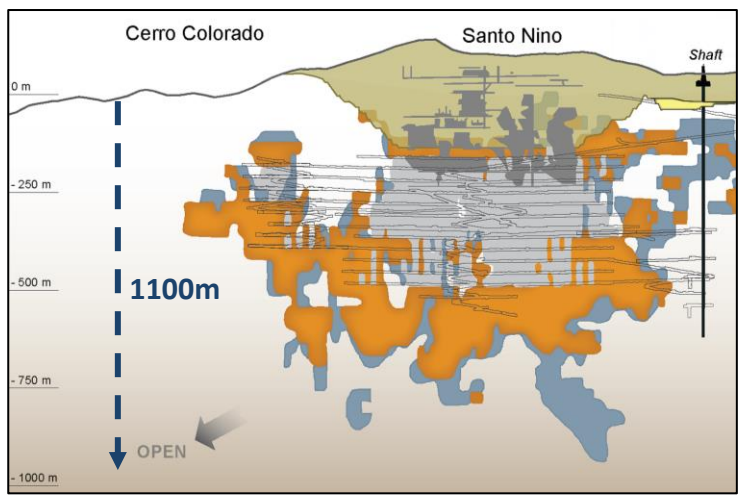 Cerro Colorado
Santo Nino
Shaft
0 m
- 250 m
- 500 m
1100m
- 750 m
OPEN
- 1000 m